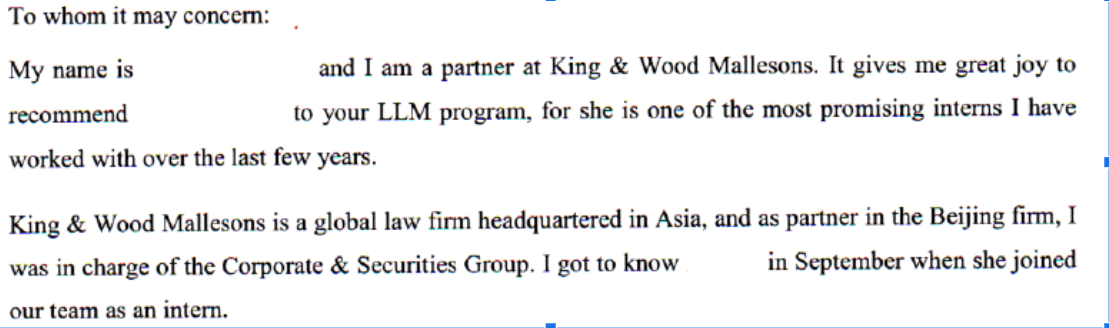 To whom it may concern:
My name is and I am a partner at King & Wood Mallesons. It gives me great joy to
recommend to your LLM program, for she is one of the most promising interns I have
worked with over the last few years.
King & Wood Mallesons is a global law firm headquartered in Asia, and as partner in the Beijing firm, I
was in charge of the Corporate & Securities Group. I got to know in September when she joined
our team as an intern.